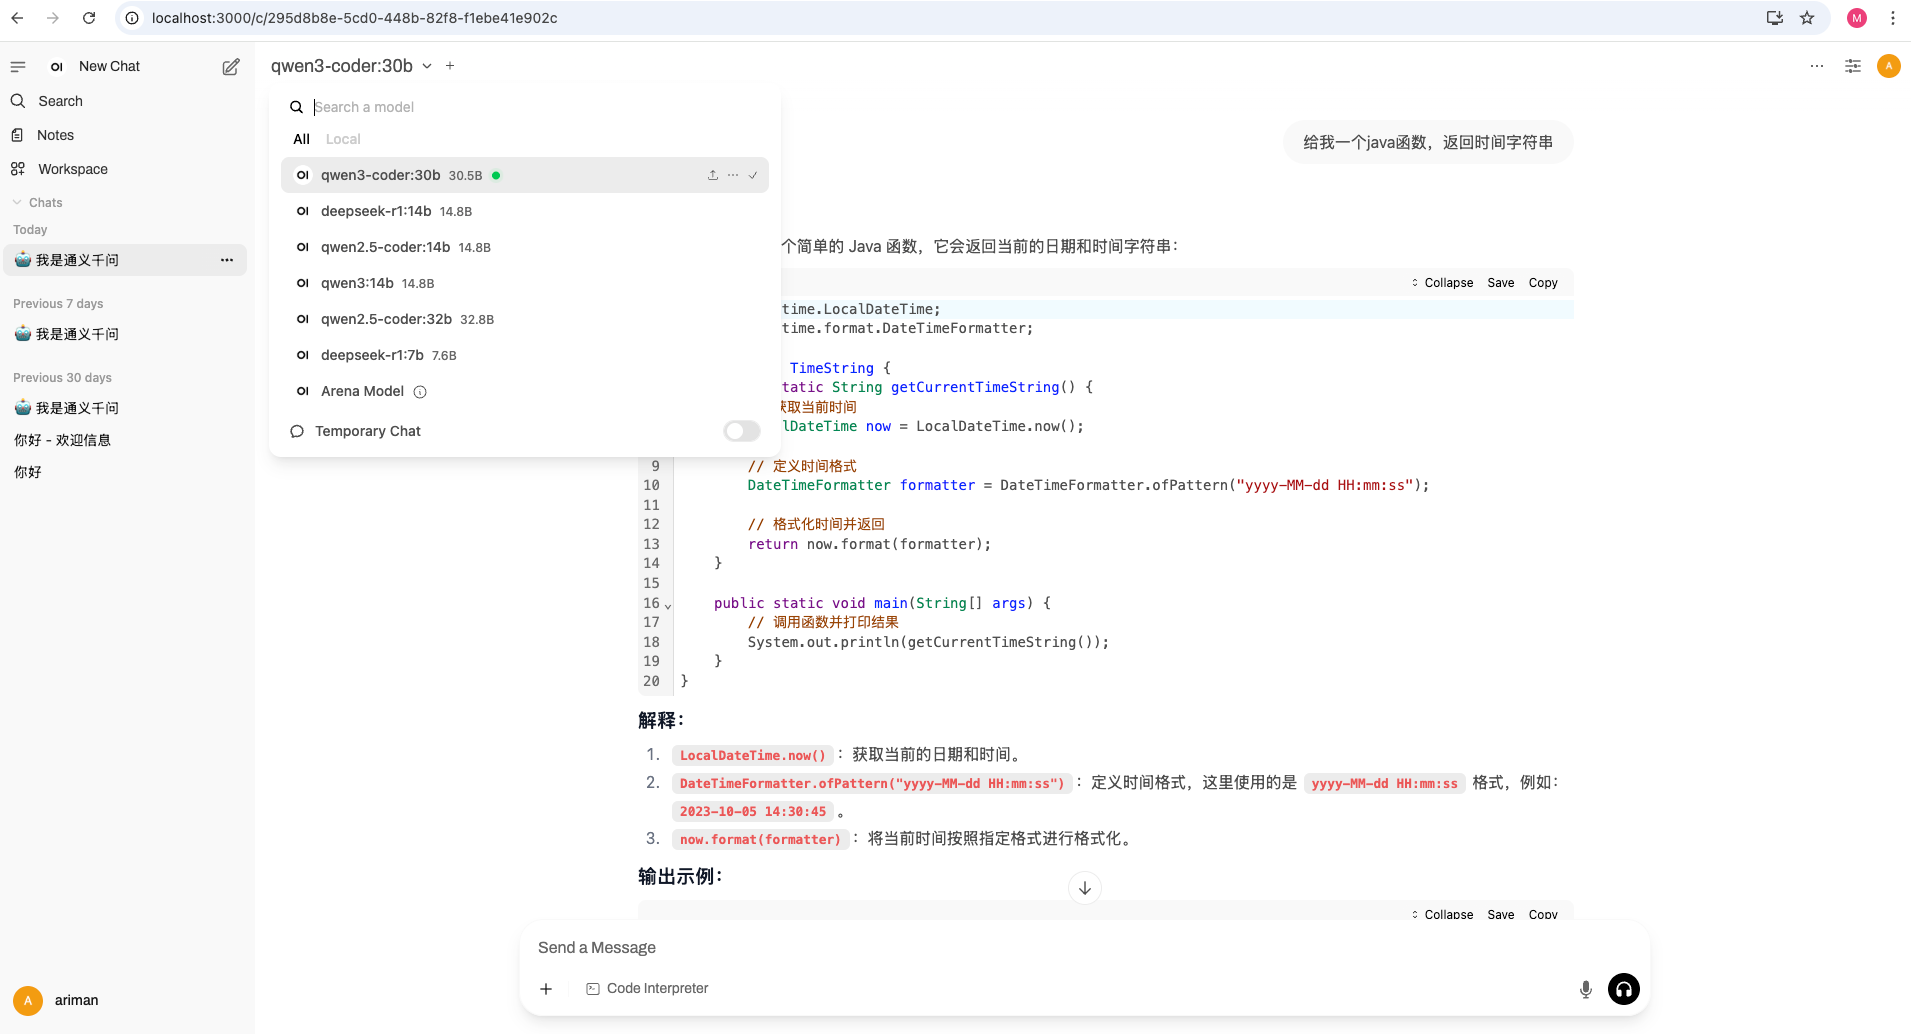 localhost:3000/c/295d8b8e-5cd0-448b-82f8-f1ebe41e902c
M
OI New Chat
Search
Notes
Workspace
Chats
Today
我是通义千问
Previous 7 days
我是通义千问
Previous 30 days
我是通义千问
你好 - 欢迎信息
你好
A ariman
qwen3-coder:30b
A
Search a model
All Local
OI qwen3-coder:30b 30.5B
OI deepseek-r1:14b 14.8B
OI qwen2.5-coder:14b 14.8B
OI qwen3:14b 14.8B
OI qwen2.5-coder:32b 32.8B
OI deepseek-r1:7b 7.6B
OI Arena Model
Temporary Chat
给我一个java函数，返回时间字符串
个简单的 Java 函数，它会返回当前的日期和时间字符串：
Collapse Save Copy
time.LocalDateTime;
time.format.DateTimeFormatter;
TimeString {
tatic String getCurrentTimeString() {
获取当前时间
lDateTime now = LocalDateTime.now();
9 // 定义时间格式
10 DateTimeFormatter formatter = DateTimeFormatter.ofPattern("yyyy-MM-dd HH:mm:ss");
11
12 // 格式化时间并返回
13 return now.format(formatter);
14 }
15
16 public static void main(String[] args) {
17 // 调用函数并打印结果
18 System.out.println(getCurrentTimeString());
19 }
20 }
解释：
1. LocalDateTime.now() ：获取当前的日期和时间。
2. DateTimeFormatter.ofPattern("yyyy-MM-dd HH:mm:ss") ：定义时间格式，这里使用的是 yyyy-MM-dd HH:mm:ss 格式，例如：
2023-10-05 14:30:45 。
3. now.format(formatter) ：将当前时间按照指定格式进行格式化。
输出示例：
Collapse Save Copy
Send a Message
Code Interpreter